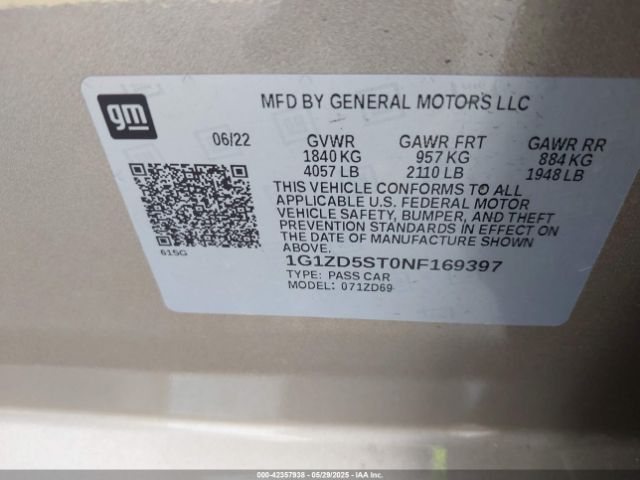 gm
MFD BY GENERAL MOTORS LLC
06/22 GVWR GAWR FRT GAWR RR
1840 KG 957 KG 884 KG
4057 LB 2110 LB 1948 LB
THIS VEHICLE CONFORMS TO ALL
APPLICABLE U.S. FEDERAL MOTOR
VEHICLE SAFETY, BUMPER, AND THEFT
PREVENTION STANDARDS IN EFFECT ON
THE DATE OF MANUFACTURE SHOWN
ABOVE.
615G
1G1ZD5ST0NF169397
TYPE: PASS CAR
MODEL: 071ZD69
000-42357938 - 05/29/2025 - IAA Inc.